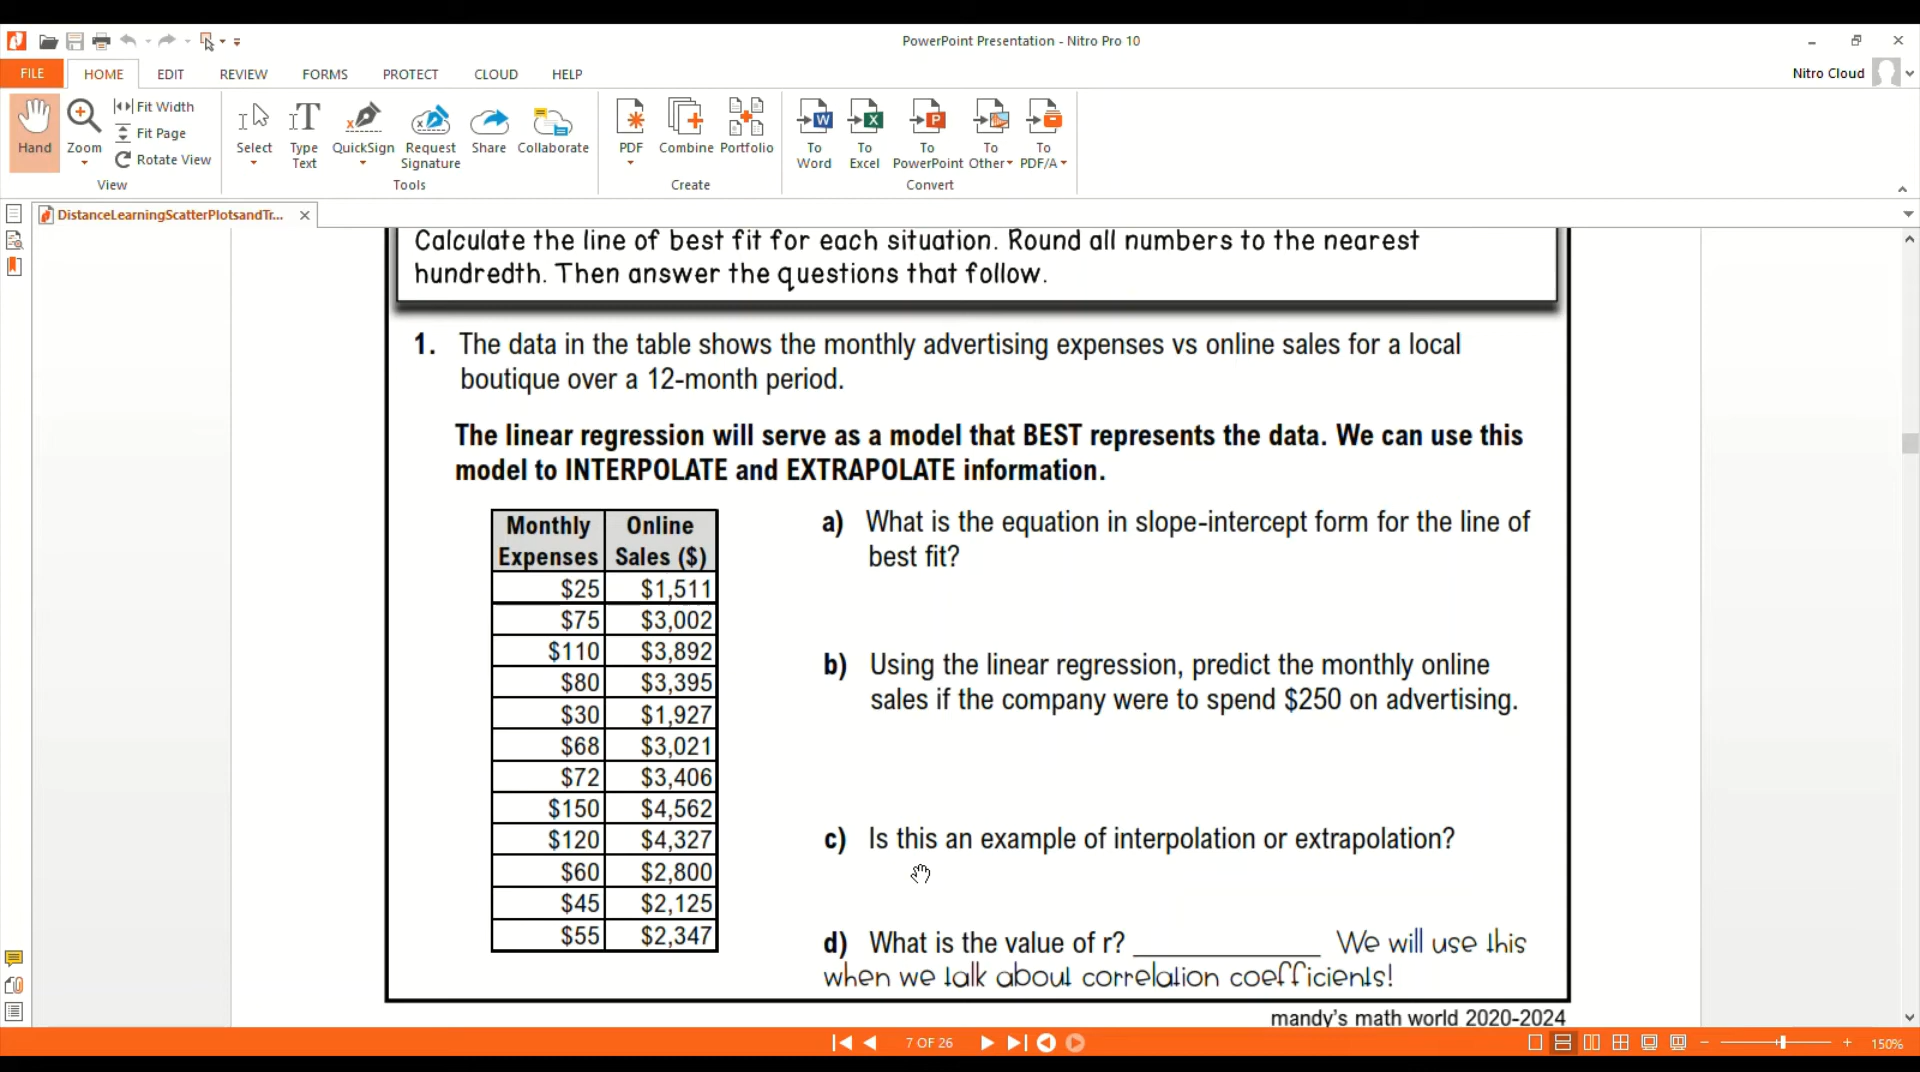 PowerPoint Presentation - Nitro Pro 10
FILE HOME EDIT REVIEW FORMS PROTECT CLOUD HELP
Nitro Cloud
Hand
Zoom
Fit Width
Fit Page
Rotate View
View
Select
Type Text
QuickSign
Request Signature
Share
Collaborate
Tools
PDF
Combine
Portfolio
Create
To Word
To Excel
To PowerPoint
To Other
To PDF/A
Convert
DistanceLearningScatterPlotsandTr...
Calculate the line of best fit for each situation. Round all numbers to the nearest
hundredth. Then answer the questions that follow.
1. The data in the table shows the monthly advertising expenses vs online sales for a local
boutique over a 12-month period.
The linear regression will serve as a model that BEST represents the data. We can use this
model to INTERPOLATE and EXTRAPOLATE information.
Monthly Expenses Online Sales ($)
$25 $1,511
$75 $3,002
$110 $3,892
$80 $3,395
$30 $1,927
$68 $3,021
$72 $3,406
$150 $4,562
$120 $4,327
$60 $2,800
$45 $2,125
$55 $2,347
a) What is the equation in slope-intercept form for the line of
best fit?
b) Using the linear regression, predict the monthly online
sales if the company were to spend $250 on advertising.
c) Is this an example of interpolation or extrapolation?
d) What is the value of r? ____________ We will use this
when we talk about correlation coefficients!
mandy's math world 2020-2024
7 OF 26
150%